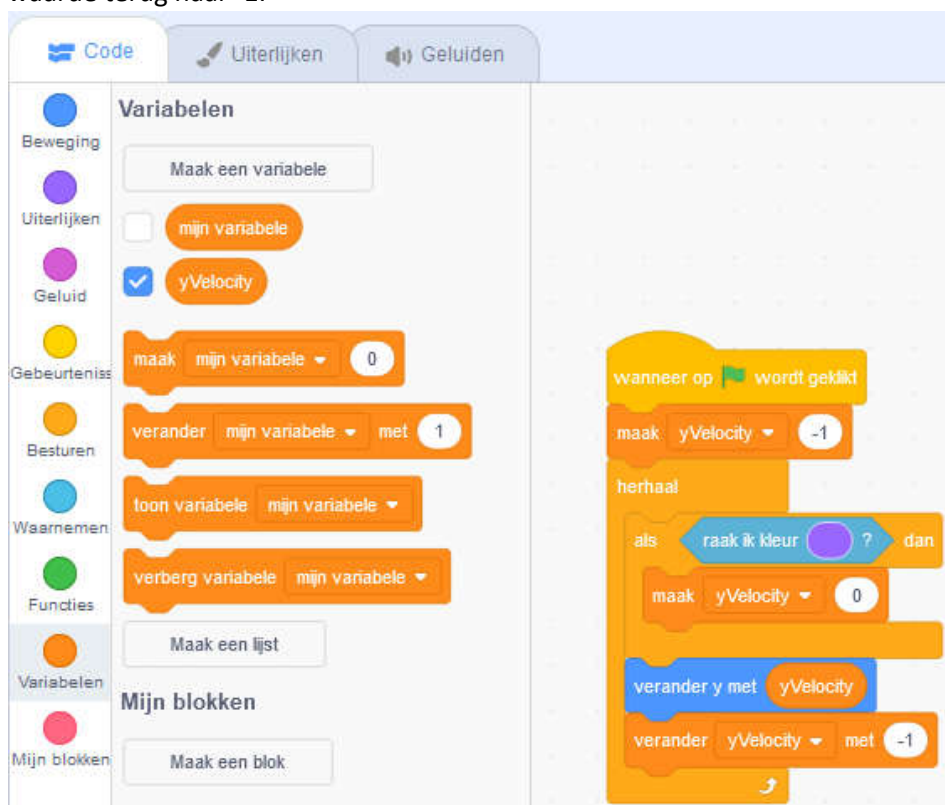 Code Uiterlijken Geluiden
Beweging
Uiterlijken
Geluid
Gebeurteniss
Besturen
Waarnemen
Functies
Variabelen
Mijn blokken
Variabelen
Maak een variabele
mijn variabele
yVelocity
maak mijn variabele 0
verander mijn variabele met 1
toon variabele mijn variabele
verberg variabele mijn variabele
Maak een lijst
Mijn blokken
Maak een blok
wanneer op wordt geklikt
maak yVelocity -1
herhaal
als raak ik kleur ? dan
maak yVelocity 0
verander y met yVelocity
verander yVelocity met -1